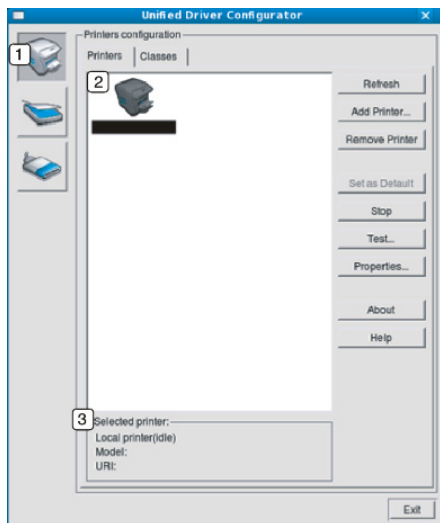 Unified Driver Configurator
Printers configuration
1
Printers
Classes
2
Refresh
Add Printer...
Remove Printer
Set as Default
Stop
Test...
Properties...
About
Help
3
Selected printer:
Local printer(idle)
Model:
URI:
Exit